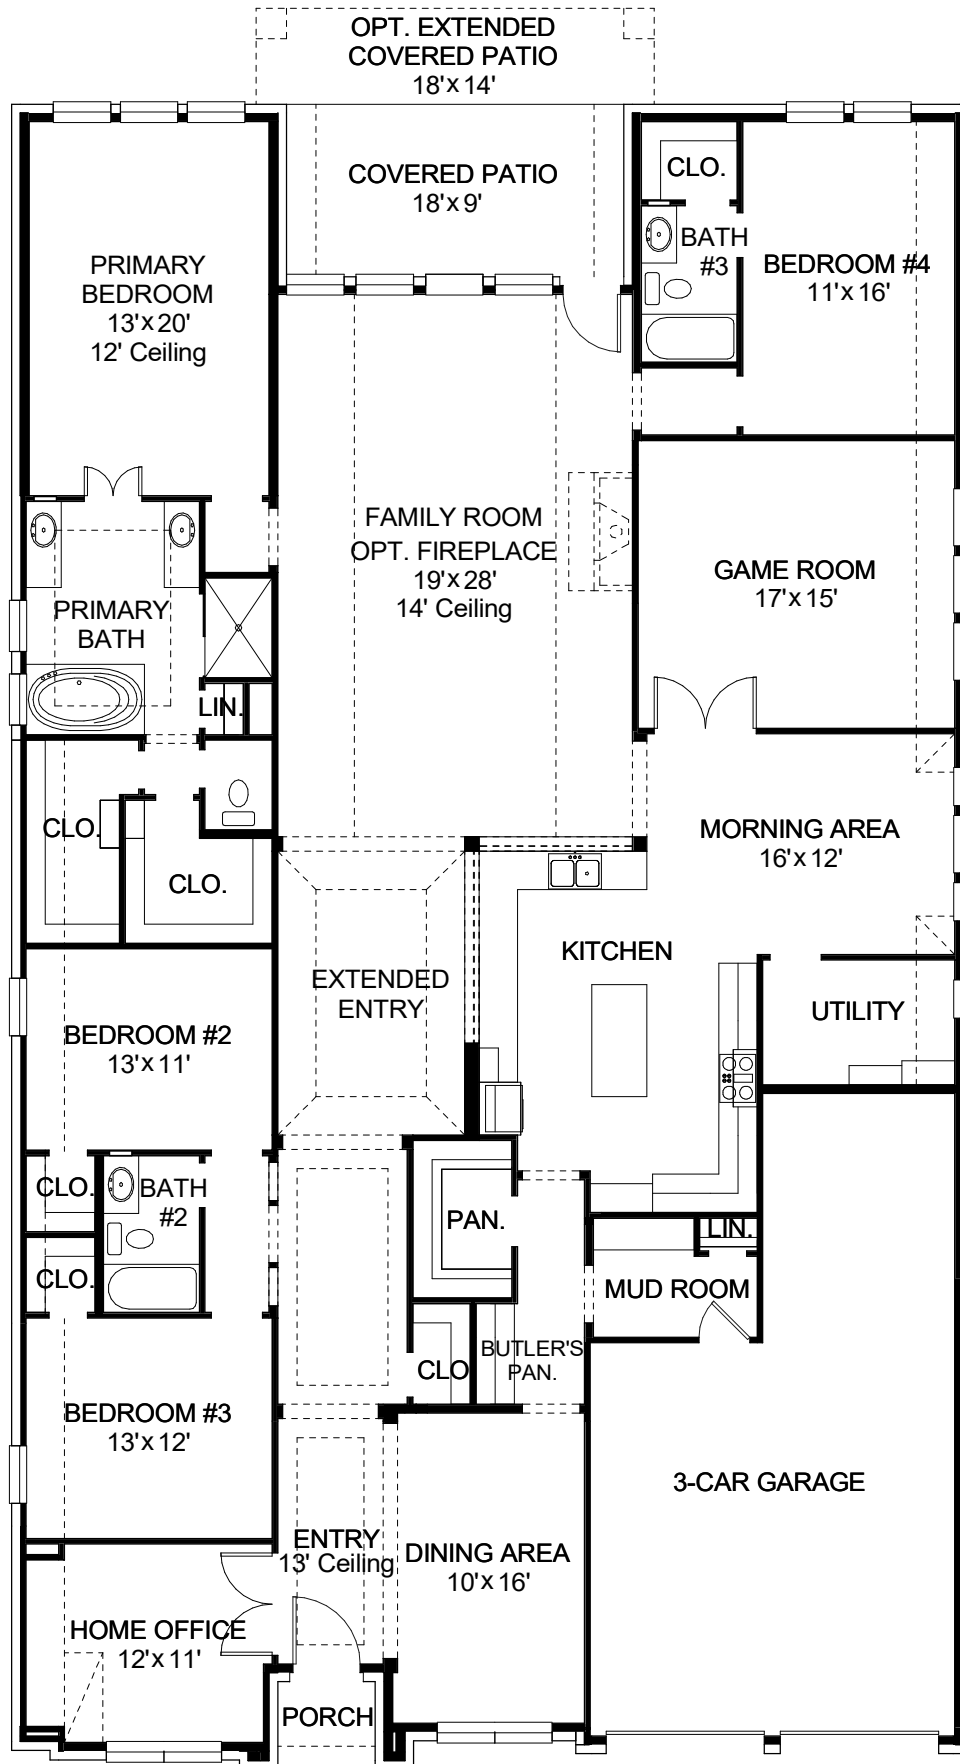 OPT. EXTENDED
COVERED PATIO
18'x 14'
COVERED PATIO
18'x 9'
CLO.
BATH
#3
BEDROOM #4
11'x 16'
PRIMARY
BEDROOM
13'x 20'
12' Ceiling
FAMILY ROOM
OPT. FIREPLACE
19'x 28'
14' Ceiling
GAME ROOM
17'x 15'
PRIMARY
BATH
LIN.
CLO.
CLO.
MORNING AREA
16'x 12'
KITCHEN
EXTENDED
ENTRY
UTILITY
BEDROOM #2
13'x 11'
CLO.
BATH
#2
CLO.
PAN.
LIN.
MUD ROOM
BUTLER'S
PAN.
CLO
BEDROOM #3
13'x 12'
3-CAR GARAGE
ENTRY
13' Ceiling
DINING AREA
10'x 16'
HOME OFFICE
12'x 11'
PORCH